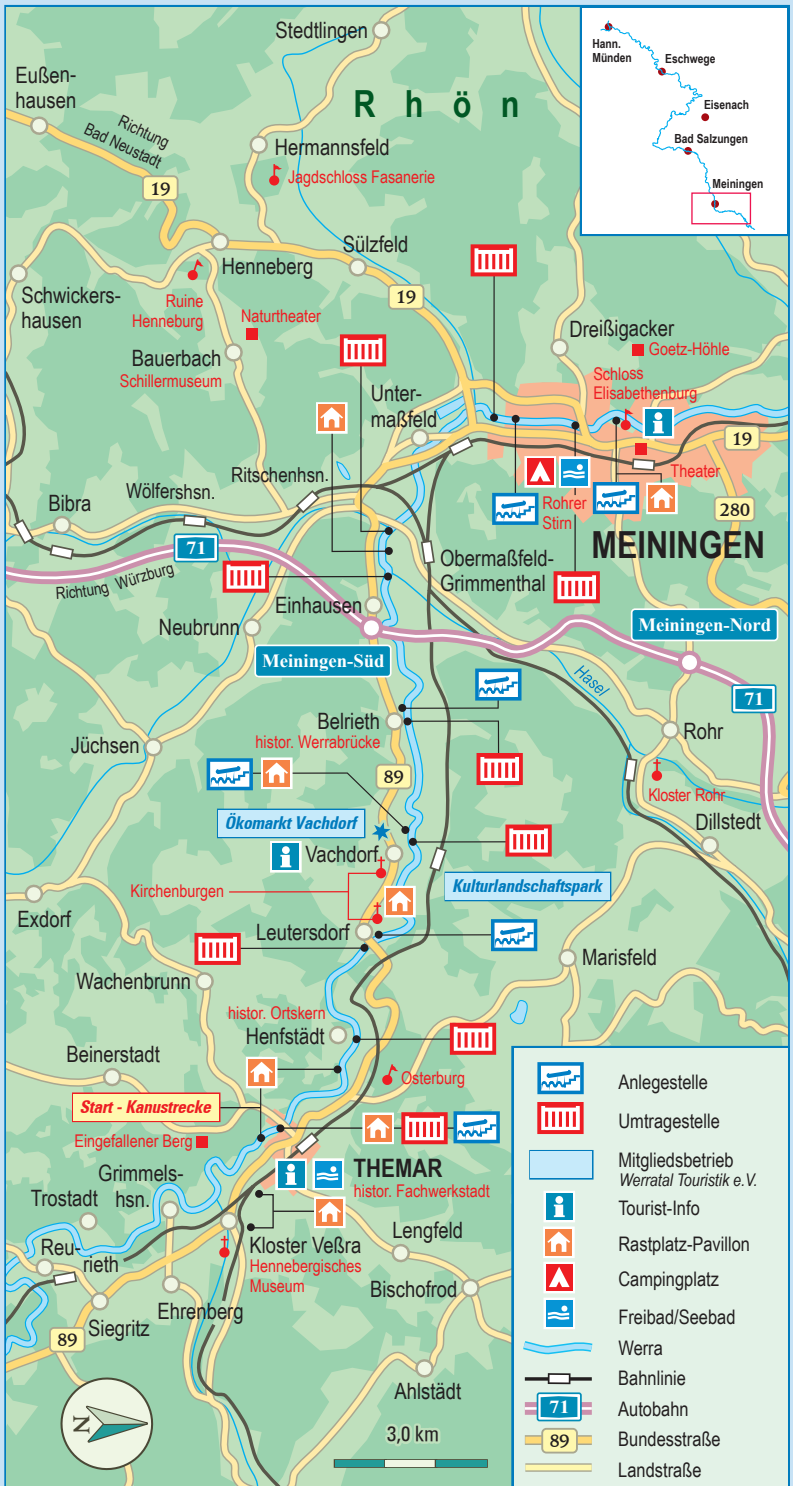 Stedtlingen
Eußen-
hausen
Richtung
Bad Neustadt
Rhön
Hermannsfeld
Jagdschloss Fasanerie
19
Hann.
Münden
Eschwege
Eisenach
Bad Salzungen
Meiningen
Henneberg
Sülzfeld
Schwickers-
hausen
Ruine
Henneburg
Naturtheater
19
Bauerbach
Schillermuseum
Dreißigacker
Goetz-Höhle
Schloss
Elisabethenburg
Unter-
maßfeld
19
Theater
Ritschenhsn.
Wölfershsn.
Bibra
Rohrer
Stirn
280
MEININGEN
71
Richtung Würzburg
Obermaßfeld-
Grimmenthal
Einhausen
Neubrunn
Meiningen-Süd
Meiningen-Nord
Hasel
71
Belrieth
histor. Werrabrücke
Rohr
Jüchsen
89
Kloster Rohr
Ökomarkt Vachdorf
Dillstedt
Vachdorf
Kirchenburgen
Kulturlandschaftspark
Exdorf
Leutersdorf
Marisfeld
Wachenbrunn
histor. Ortskern
Henfstädt
Beinerstadt
Osterburg
Start - Kanustrecke
Eingefallener Berg
THEMAR
histor. Fachwerkstadt
Grimmels-
hsn.
Trostadt
Kloster Veßra
Hennebergisches
Museum
Lengfeld
Reu-
rieth
Bischofrod
Ehrenberg
Siegritz
89
Ahlstädt
N
3,0 km
Anlegestelle
Umtragestelle
Mitgliedsbetrieb
Werratal Touristik e.V.
Tourist-Info
Rastplatz-Pavillon
Campingplatz
Freibad/Seebad
Werra
Bahnlinie
71 Autobahn
89 Bundesstraße
Landstraße